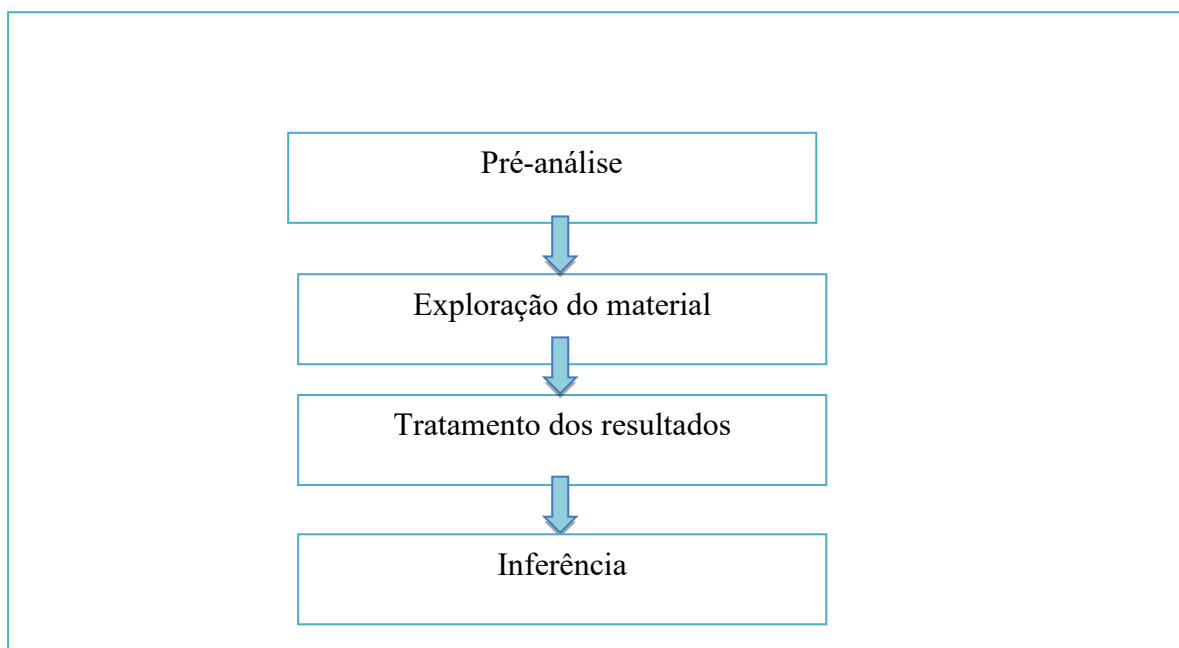 Pré-análise
Exploração do material
Tratamento dos resultados
Inferência